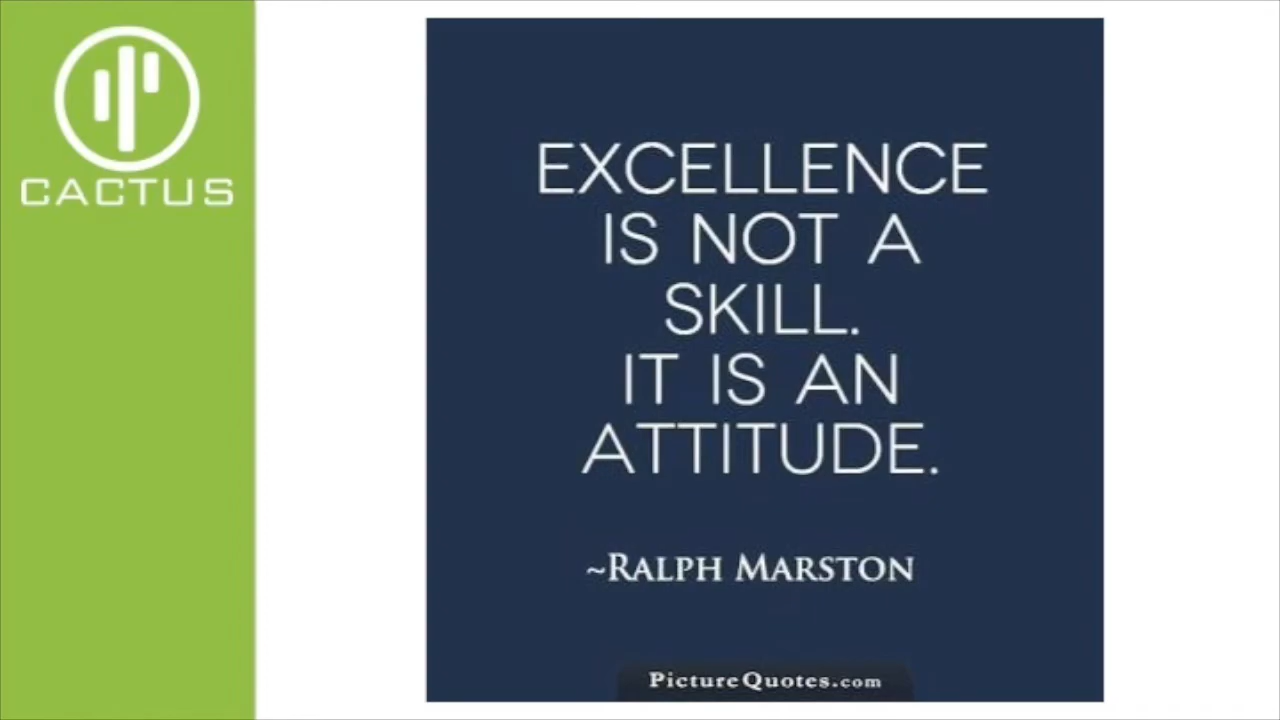 CACTUS
EXCELLENCE
IS NOT A
SKILL.
IT IS AN
ATTITUDE.
~RALPH MARSTON
PictureQuotes.com